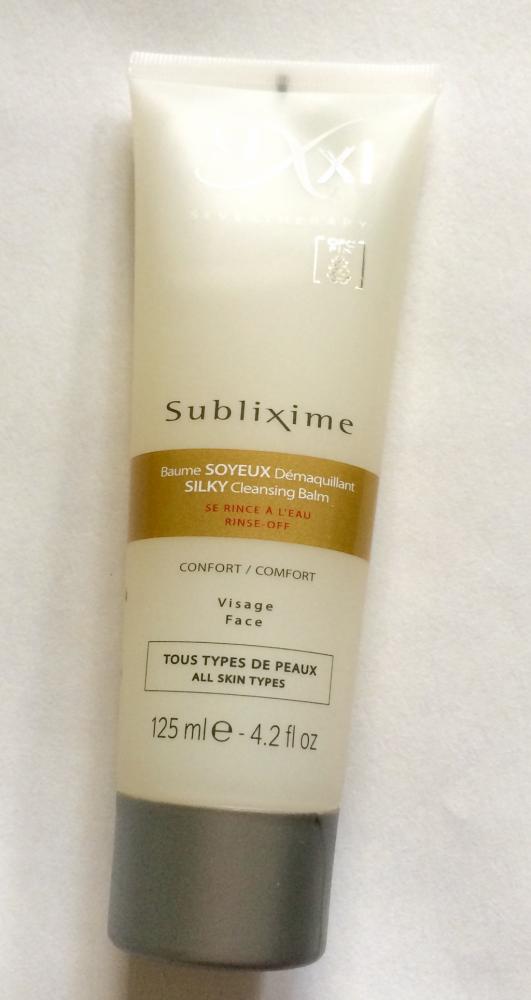 Sublixime
Baume SOYEUX Démaquillant
SILKY Cleansing Balm
SE RINCE À L'EAU
RINSE-OFF
CONFORT / COMFORT
Visage
Face
TOUS TYPES DE PEAUX
ALL SKIN TYPES
125 ml e - 4.2 fl oz